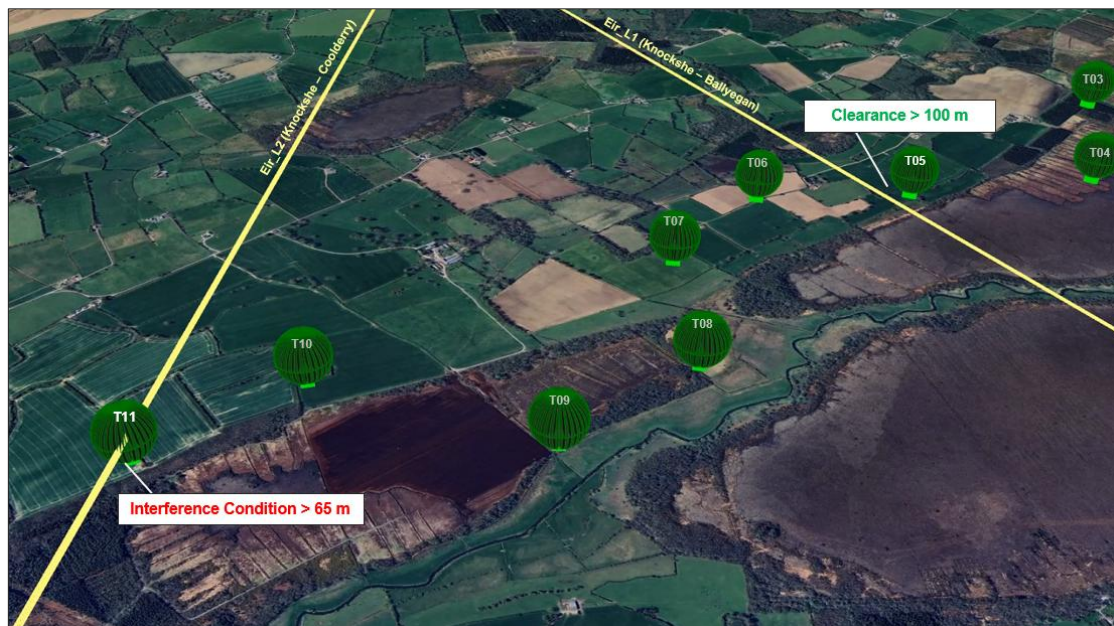 Eir_L2 (Knockshe – Coolderry)
Eir_L1 (Knockshe – Ballyegan)
T03
Clearance > 100 m
T04
T05
T06
T07
T08
T10
T09
T11
Interference Condition > 65 m